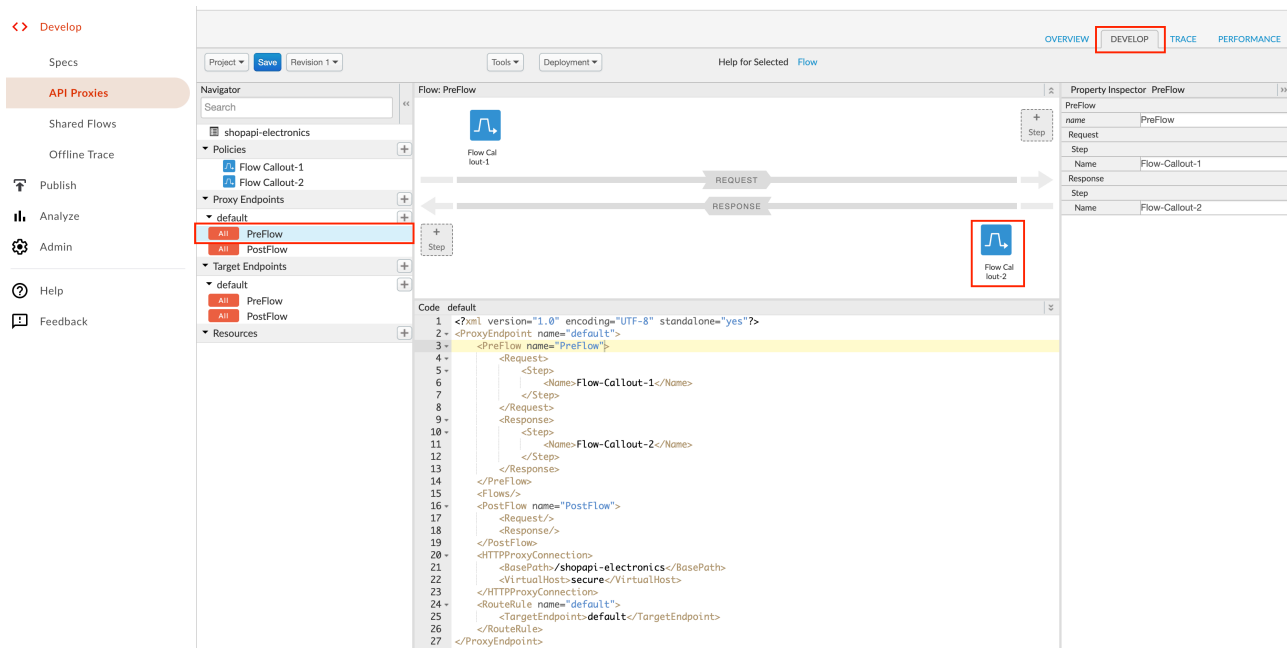 <> Develop
Specs
API Proxies
Shared Flows
Offline Trace
Publish
Analyze
Admin
Help
Feedback
OVERVIEW DEVELOP TRACE PERFORMANCE
Project Save Revision 1 Tools Deployment Help for Selected Flow
Navigator
Search
shopapi-electronics
Policies
Flow Callout-1
Flow Callout-2
Proxy Endpoints
default
All PreFlow
All PostFlow
Target Endpoints
default
All PreFlow
All PostFlow
Resources
Flow: PreFlow
Flow Cal
lout-1
+
Step
REQUEST
RESPONSE
+
Step
Flow Cal
lout-2
Code default
1 <?xml version="1.0" encoding="UTF-8" standalone="yes"?>
2 <ProxyEndpoint name="default">
3 <PreFlow name="PreFlow">
4 <Request>
5 <Step>
6 <Name>Flow-Callout-1</Name>
7 </Step>
8 </Request>
9 <Response>
10 <Step>
11 <Name>Flow-Callout-2</Name>
12 </Step>
13 </Response>
14 </PreFlow>
15 <Flows/>
16 <PostFlow name="PostFlow">
17 <Request/>
18 <Response/>
19 </PostFlow>
20 <HTTPProxyConnection>
21 <BasePath>/shopapi-electronics</BasePath>
22 <VirtualHost>secure</VirtualHost>
23 </HTTPProxyConnection>
24 <RouteRule name="default">
25 <TargetEndpoint>default</TargetEndpoint>
26 </RouteRule>
27 </ProxyEndpoint>
Property Inspector PreFlow
PreFlow
name PreFlow
Request
Step
Name Flow-Callout-1
Response
Step
Name Flow-Callout-2